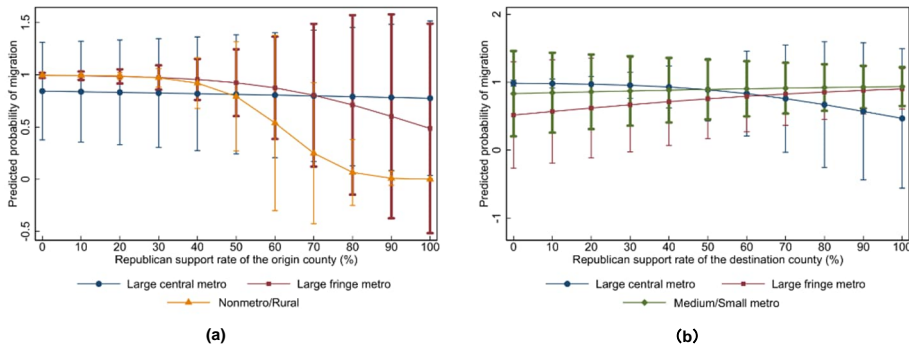 (a)
Predicted probability of migration
1.5
1
0.5
0
-0.5
0 10 20 30 40 50 60 70 80 90 100
Republican support rate of the origin county (%)
Large central metro Large fringe metro
Nonmetro/Rural
(a)
(b)
Predicted probability of migration
2
1
0
-1
0 10 20 30 40 50 60 70 80 90 100
Republican support rate of the destination county (%)
Large central metro Large fringe metro
Medium/Small metro
(b)